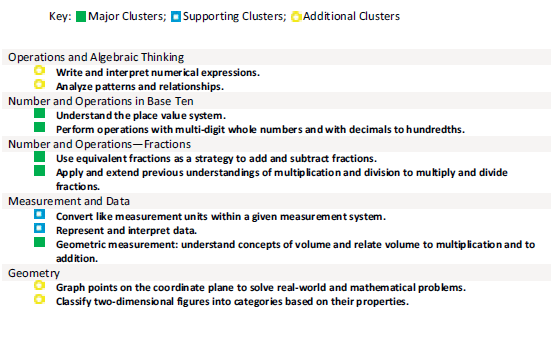 Key: Major Clusters; Supporting Clusters; Additional Clusters
Operations and Algebraic Thinking
Write and interpret numerical expressions.
Analyze patterns and relationships.
Number and Operations in Base Ten
Understand the place value system.
Perform operations with multi-digit whole numbers and with decimals to hundredths.
Number and Operations—Fractions
Use equivalent fractions as a strategy to add and subtract fractions.
Apply and extend previous understandings of multiplication and division to multiply and divide
fractions.
Measurement and Data
Convert like measurement units within a given measurement system.
Represent and interpret data.
Geometric measurement: understand concepts of volume and relate volume to multiplication and to
addition.
Geometry
Graph points on the coordinate plane to solve real-world and mathematical problems.
Classify two-dimensional figures into categories based on their properties.